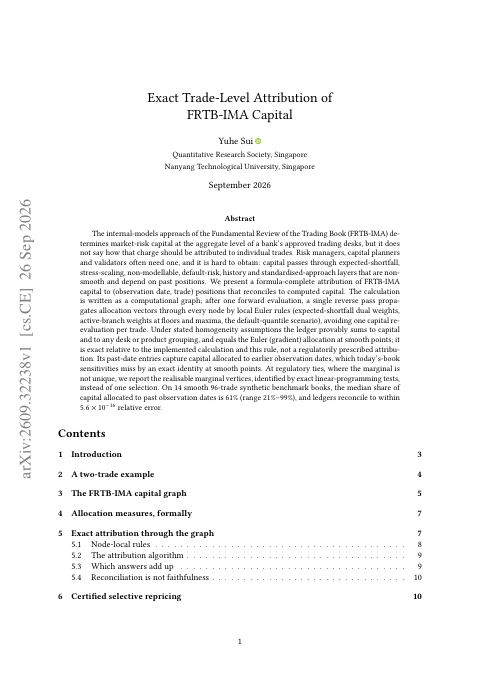 Exact Trade-Level Attribution of
FRTB-IMA Capital
Yuhe Sui
Quantitative Research Society, Singapore
Nanyang Technological University, Singapore
September 2026
Abstract
The internal-models approach of the Fundamental Review of the Trading Book (FRTB-IMA) de-
termines market-risk capital at the aggregate level of a bank's approved trading desks, but it does
not say how that charge should be attributed to individual trades. Risk managers, capital planners
and validators often need one, and it is hard to obtain: capital passes through expected-shortfall,
stress-scaling, non-modellable, default-risk, history and standardised-approach layers that are non-
smooth and depend on past positions. We present a formula-complete attribution of FRTB-IMA
capital to (observation date, trade) positions that reconciles to computed capital. The calculation
is written as a computational graph; after one forward evaluation, a single reverse pass propa-
gates allocation vectors through every node by local Euler rules (expected-shortfall dual weights,
active-branch weights at floors and maxima, the default-quantile scenario), avoiding one capital re-
evaluation per trade. Under stated homogeneity assumptions the ledger provably sums to capital
and to any desk or product grouping, and equals the Euler (gradient) allocation at smooth points; it
is exact relative to the implemented calculation and this rule, not a regulatorily prescribed attribu-
tion. Its past-date entries capture capital allocated to earlier observation dates, which today's-book
sensitivities miss by an exact identity at smooth points. At regulatory ties, where the marginal is
not unique, we report the realisable marginal vertices, identified by exact linear-programming tests,
instead of one selection. On 14 smooth 96-trade synthetic benchmark books, the median share of
capital allocated to past observation dates is 61% (range 21%–99%), and ledgers reconcile to within
5.6 × 10⁻¹⁶ relative error.
Contents
1 Introduction 3
2 A two-trade example 4
3 The FRTB-IMA capital graph 5
4 Allocation measures, formally 7
5 Exact attribution through the graph 7
5.1 Node-local rules . . . . . . . . . . . . . . . . . . . . 8
5.2 The attribution algorithm . . . . . . . . . . . . . . . . . . . . 9
5.3 Which answers add up . . . . . . . . . . . . . . . . . . . . 9
5.4 Reconciliation is not faithfulness . . . . . . . . . . . . . . . . . . . . 10
6 Certified selective repricing 10
1
arXiv:2609.32238v1 [cs.CE] 26 Sep 2026